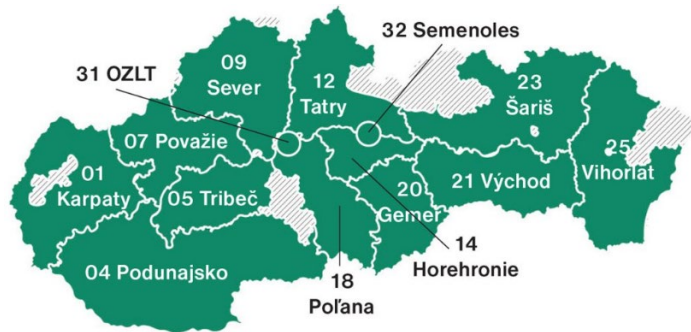 32 Semenoles
31 OZLT
09
Sever
12
Tatry
23
Šariš
07 Považie
25
Vihorlat
01
Karpaty
05 Tribeč
20
Gemer
21 Východ
14
Horehronie
04 Podunajsko
18
Poľana